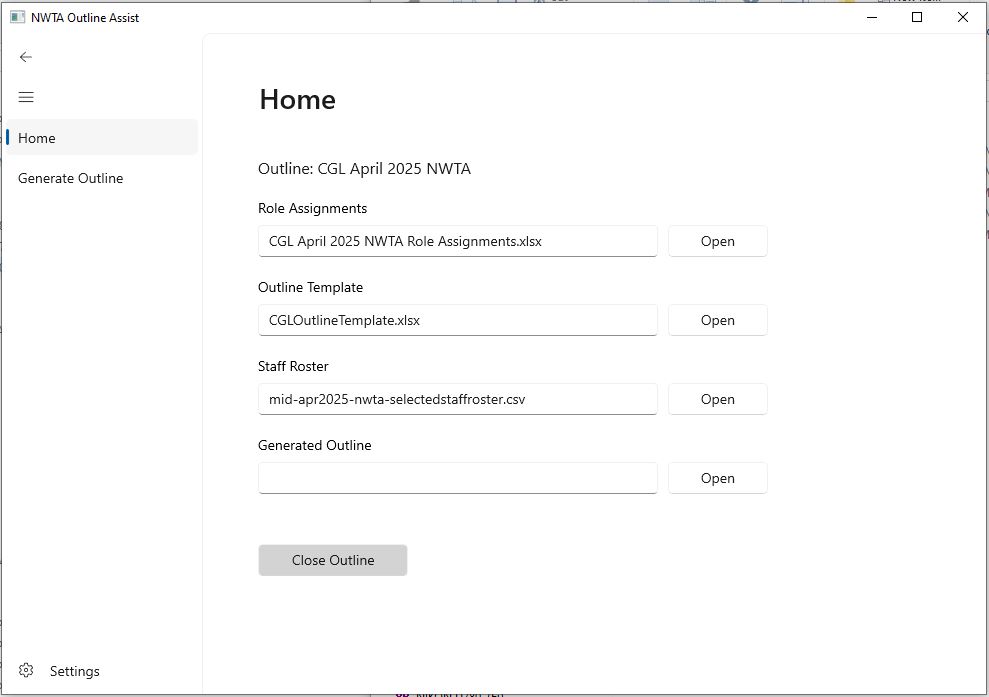 NWTA Outline Assist
Home
Generate Outline
Settings
Home
Outline: CGL April 2025 NWTA
Role Assignments
CGL April 2025 NWTA Role Assignments.xlsx
Open
Outline Template
CGLOutlineTemplate.xlsx
Open
Staff Roster
mid-apr2025-nwta-selectedstaffroster.csv
Open
Generated Outline
Open
Close Outline